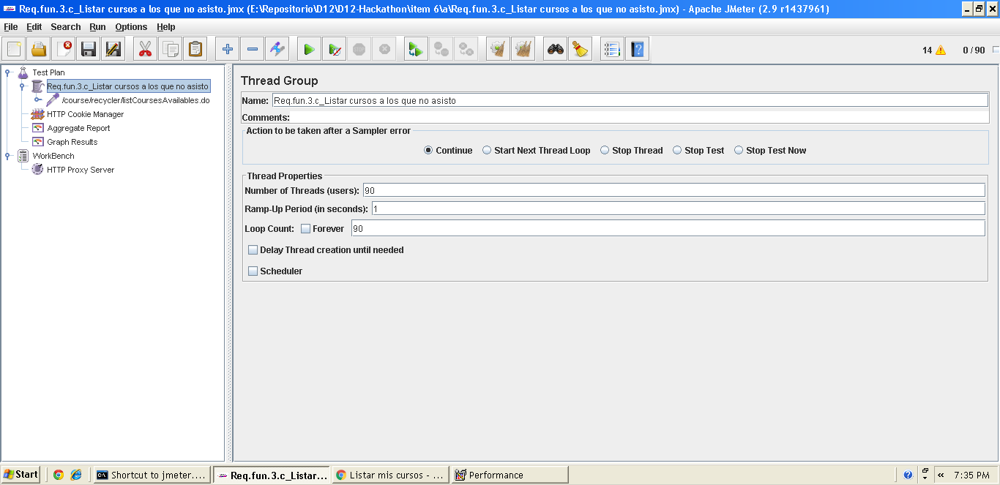 Req.fun.3.c_Listar cursos a los que no asisto.jmx (E:\Repositorio\D12\D12-Hackathon\item 6\a\Req.fun.3.c_Listar cursos a los que no asisto.jmx) - Apache JMeter (2.9 r1437961)
File Edit Search Run Options Help
14 0 / 90
Test Plan
Req.fun.3.c_Listar cursos a los que no asisto
/course/recycler/listCoursesAvailables.do
HTTP Cookie Manager
Aggregate Report
Graph Results
WorkBench
HTTP Proxy Server
Thread Group
Name: Req.fun.3.c_Listar cursos a los que no asisto
Comments:
Action to be taken after a Sampler error
Continue Start Next Thread Loop Stop Thread Stop Test Stop Test Now
Thread Properties
Number of Threads (users): 90
Ramp-Up Period (in seconds): 1
Loop Count: Forever 90
Delay Thread creation until needed
Scheduler
Start Shortcut to jmeter.... Req.fun.3.c_Listar... Listar mis cursos - ... Performance « 7:35 PM